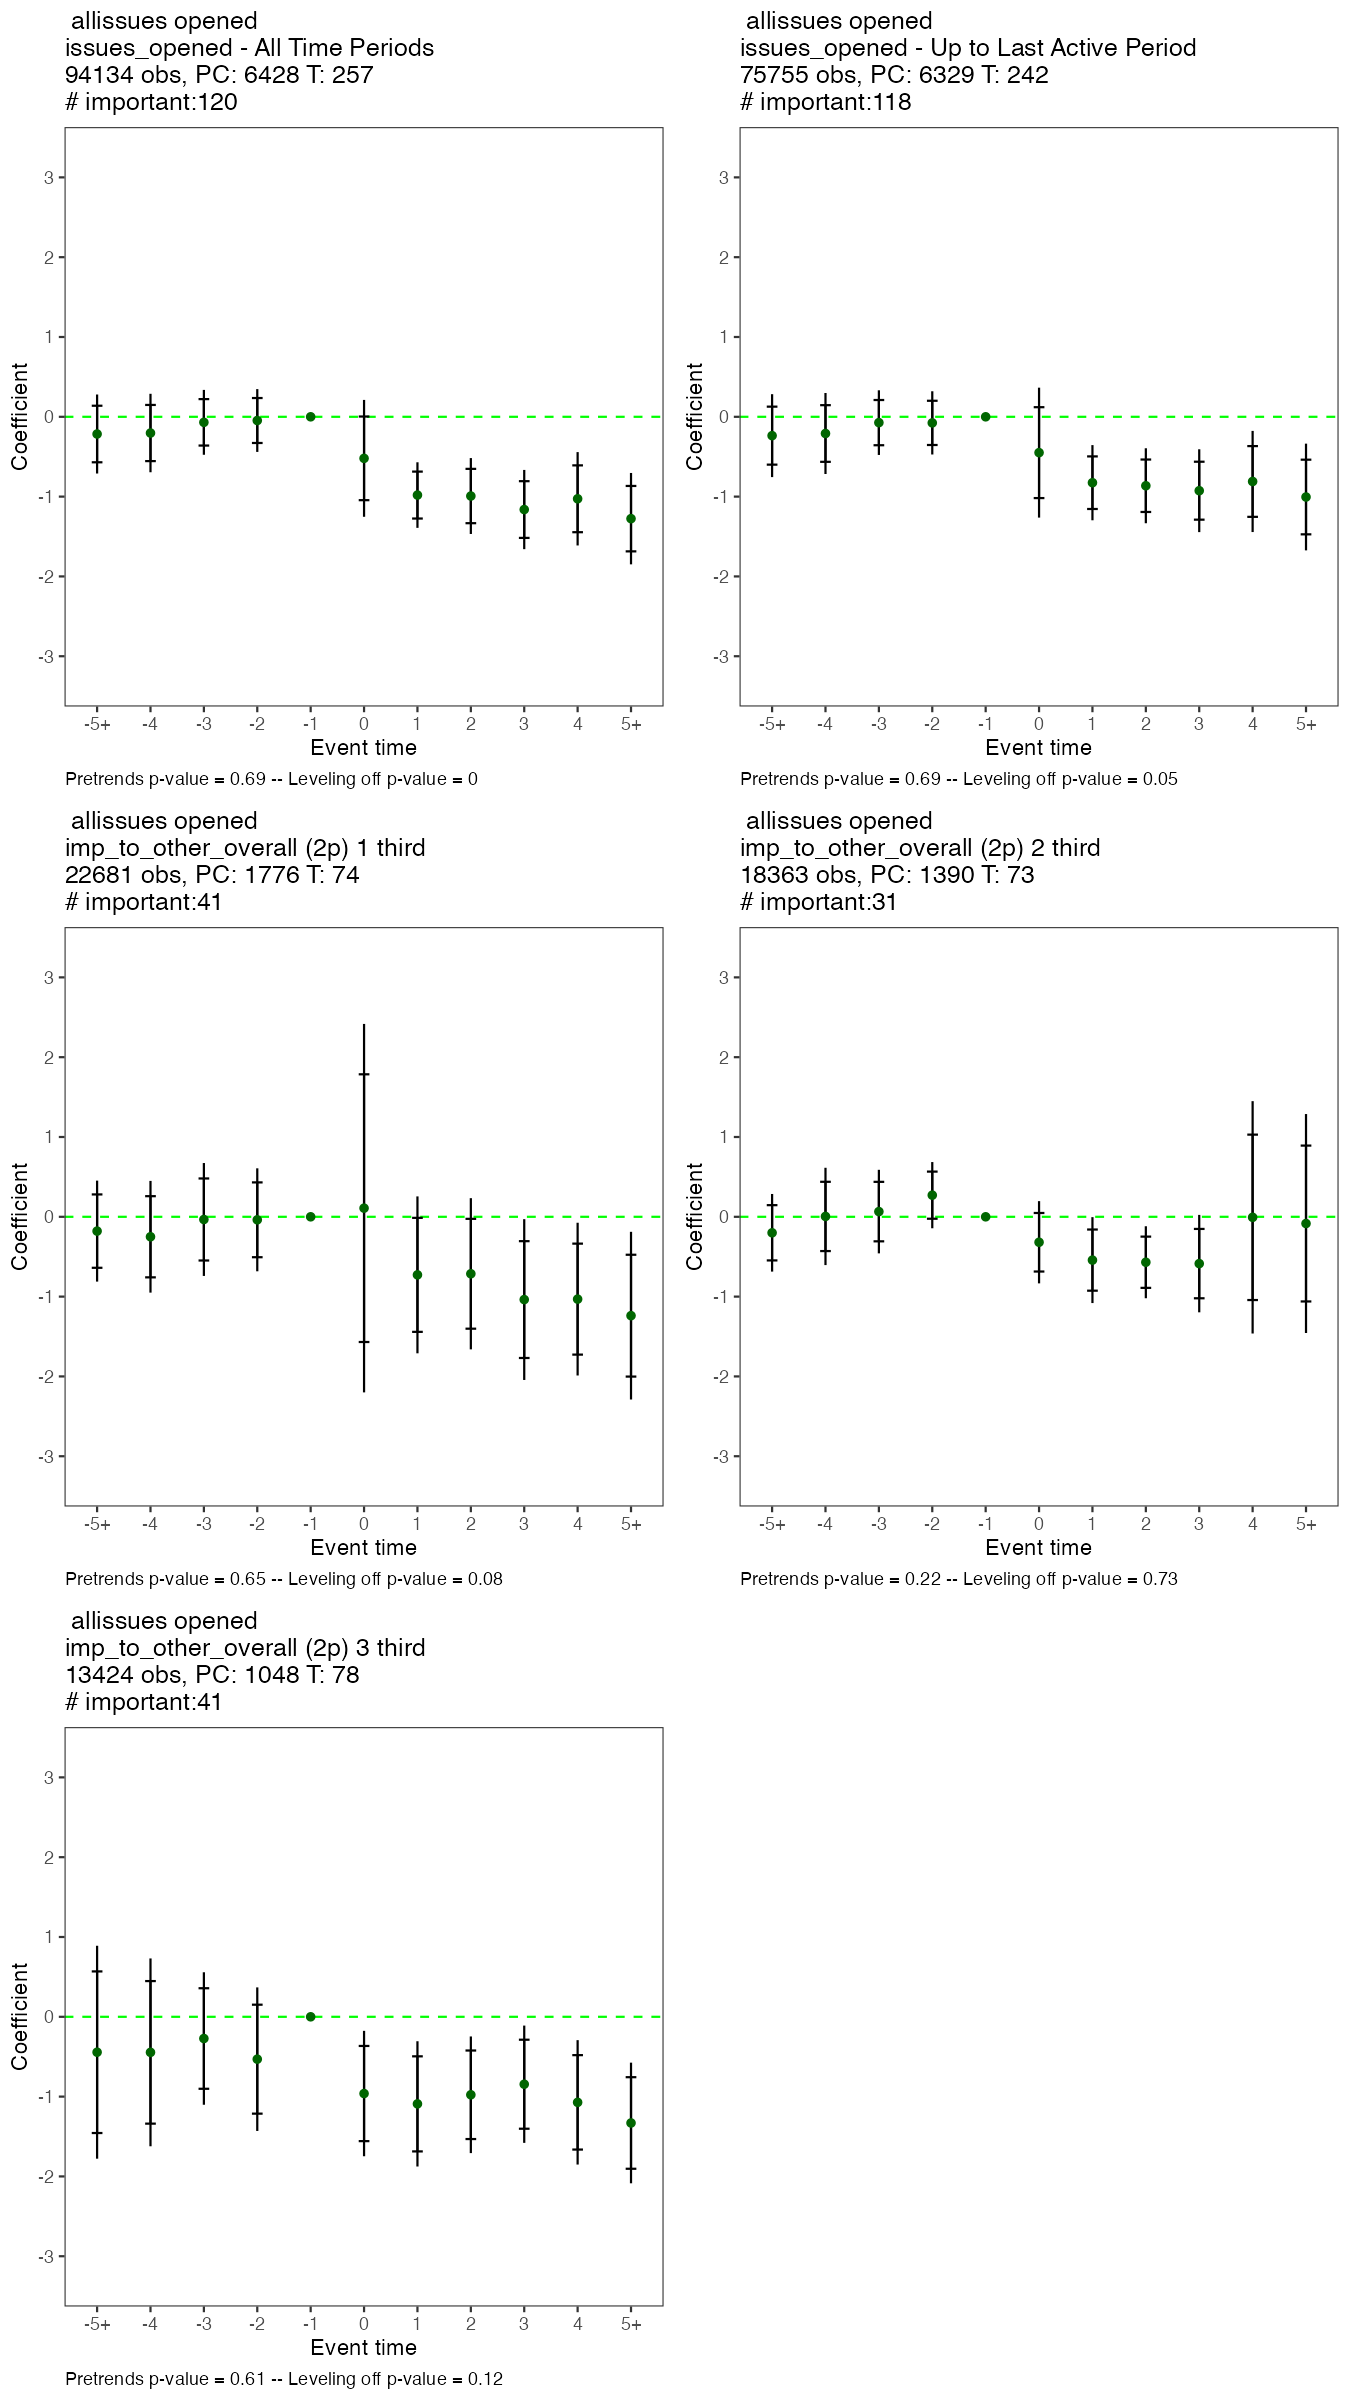 allissues opened
issues_opened - All Time Periods
94134 obs, PC: 6428 T: 257
# important:120
3
2
1
0
-1
-2
-3
Coefficient
-5+ -4 -3 -2 -1 0 1 2 3 4 5+
Event time
Pretrends p-value = 0.69 -- Leveling off p-value = 0
allissues opened
issues_opened - Up to Last Active Period
75755 obs, PC: 6329 T: 242
# important:118
3
2
1
0
-1
-2
-3
Coefficient
-5+ -4 -3 -2 -1 0 1 2 3 4 5+
Event time
Pretrends p-value = 0.69 -- Leveling off p-value = 0.05
allissues opened
imp_to_other_overall (2p) 1 third
22681 obs, PC: 1776 T: 74
# important:41
3
2
1
0
-1
-2
-3
Coefficient
-5+ -4 -3 -2 -1 0 1 2 3 4 5+
Event time
Pretrends p-value = 0.65 -- Leveling off p-value = 0.08
allissues opened
imp_to_other_overall (2p) 2 third
18363 obs, PC: 1390 T: 73
# important:31
3
2
1
0
-1
-2
-3
Coefficient
-5+ -4 -3 -2 -1 0 1 2 3 4 5+
Event time
Pretrends p-value = 0.22 -- Leveling off p-value = 0.73
allissues opened
imp_to_other_overall (2p) 3 third
13424 obs, PC: 1048 T: 78
# important:41
3
2
1
0
-1
-2
-3
Coefficient
-5+ -4 -3 -2 -1 0 1 2 3 4 5+
Event time
Pretrends p-value = 0.61 -- Leveling off p-value = 0.12